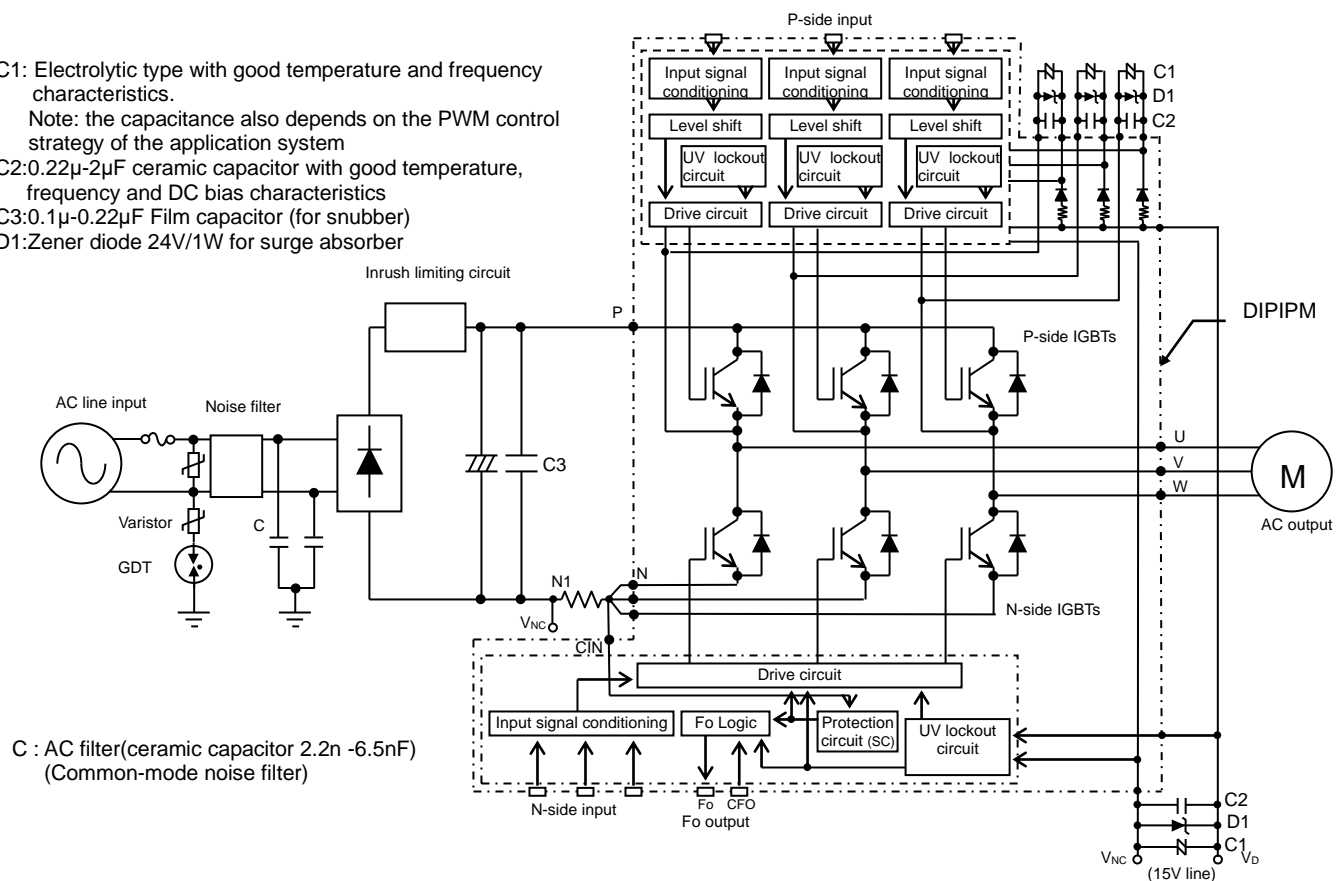 P-side input
C1: Electrolytic type with good temperature and frequency
characteristics.
Note: the capacitance also depends on the PWM control
strategy of the application system
C2:0.22μ-2μF ceramic capacitor with good temperature,
frequency and DC bias characteristics
C3:0.1μ-0.22μF Film capacitor (for snubber)
D1:Zener diode 24V/1W for surge absorber
Input signal conditioning
Input signal conditioning
Input signal conditioning
Level shift
Level shift
Level shift
UV lockout circuit
UV lockout circuit
UV lockout circuit
Drive circuit
Drive circuit
Drive circuit
C1
D1
C2
Inrush limiting circuit
P
P-side IGBTs
DIPIPM
AC line input
Noise filter
C3
U
V
W
M
AC output
Varistor
C
GDT
N1
N
VNC
CIN
N-side IGBTs
Drive circuit
Input signal conditioning
Fo Logic
Protection
circuit (SC)
UV lockout
circuit
C : AC filter(ceramic capacitor 2.2n -6.5nF)
(Common-mode noise filter)
N-side input
Fo
CFO
Fo output
C2
D1
C1
VNC
VD
(15V line)